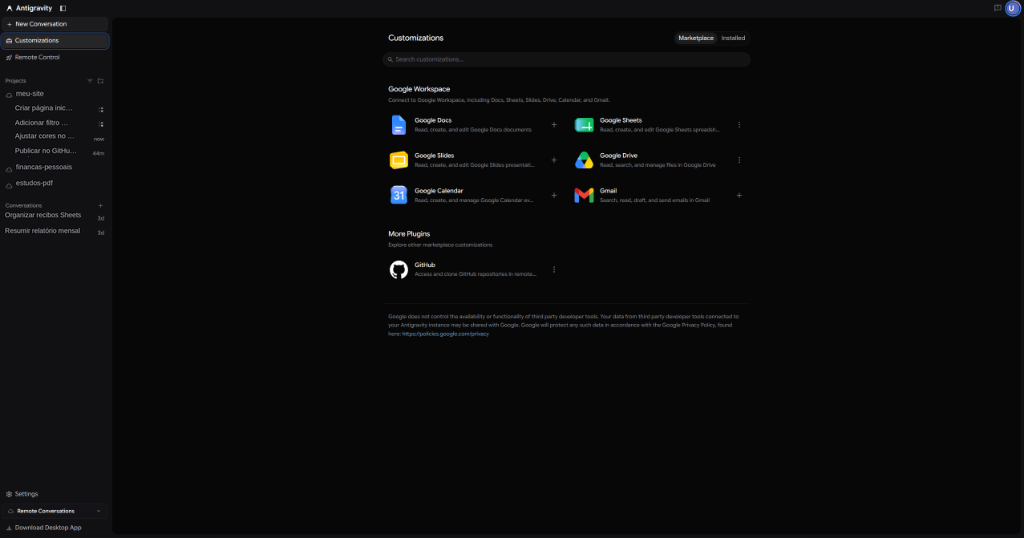 Antigravity
New Conversation
Customizations
Remote Control
Projects
meu-site
Criar página inic...
Adicionar filtro ...
Ajustar cores no ...
now
Publicar no GitHu...
44m
financas-pessoais
estudos-pdf
Conversations
Organizar recibos Sheets
3d
Resumir relatório mensal
3d
Settings
Remote Conversations
Download Desktop App
U
Customizations
Marketplace
Installed
Search customizations...
Google Workspace
Connect to Google Workspace, including Docs, Sheets, Slides, Drive, Calendar, and Gmail.
Google Docs
Read, create, and edit Google Docs documents
Google Sheets
Read, create, and edit Google Sheets spreadsh...
Google Slides
Read, create, and edit Google Slides presentati...
Google Drive
Read, search, and manage files in Google Drive
31
Google Calendar
Read, create, and manage Google Calendar ev...
Gmail
Search, read, draft, and send emails in Gmail
More Plugins
Explore other marketplace customizations
GitHub
Access and clone GitHub repositories in remote...
Google does not control the availability or functionality of third party developer tools. Your data from third party developer tools connected to
your Antigravity instance may be shared with Google. Google will protect any such data in accordance with the Google Privacy Policy, found
here: https://policies.google.com/privacy